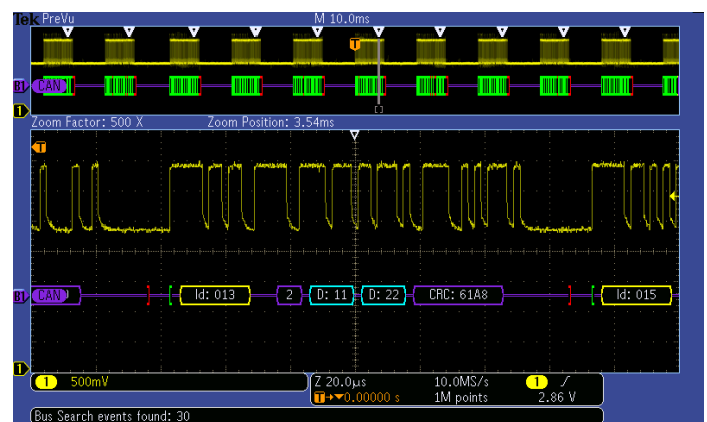 Tek PreVu M 10.0ms
B1 CAN
1
Zoom Factor: 500 X Zoom Position: 3.54ms
T
B1 CAN Id: 013 2 D: 11 D: 22 CRC: 61A8 Id: 015
1
1 500mV Z 20.0µs 10.0MS/s 1 /
T→▼0.00000 s 1M points 2.86 V
Bus Search events found: 30